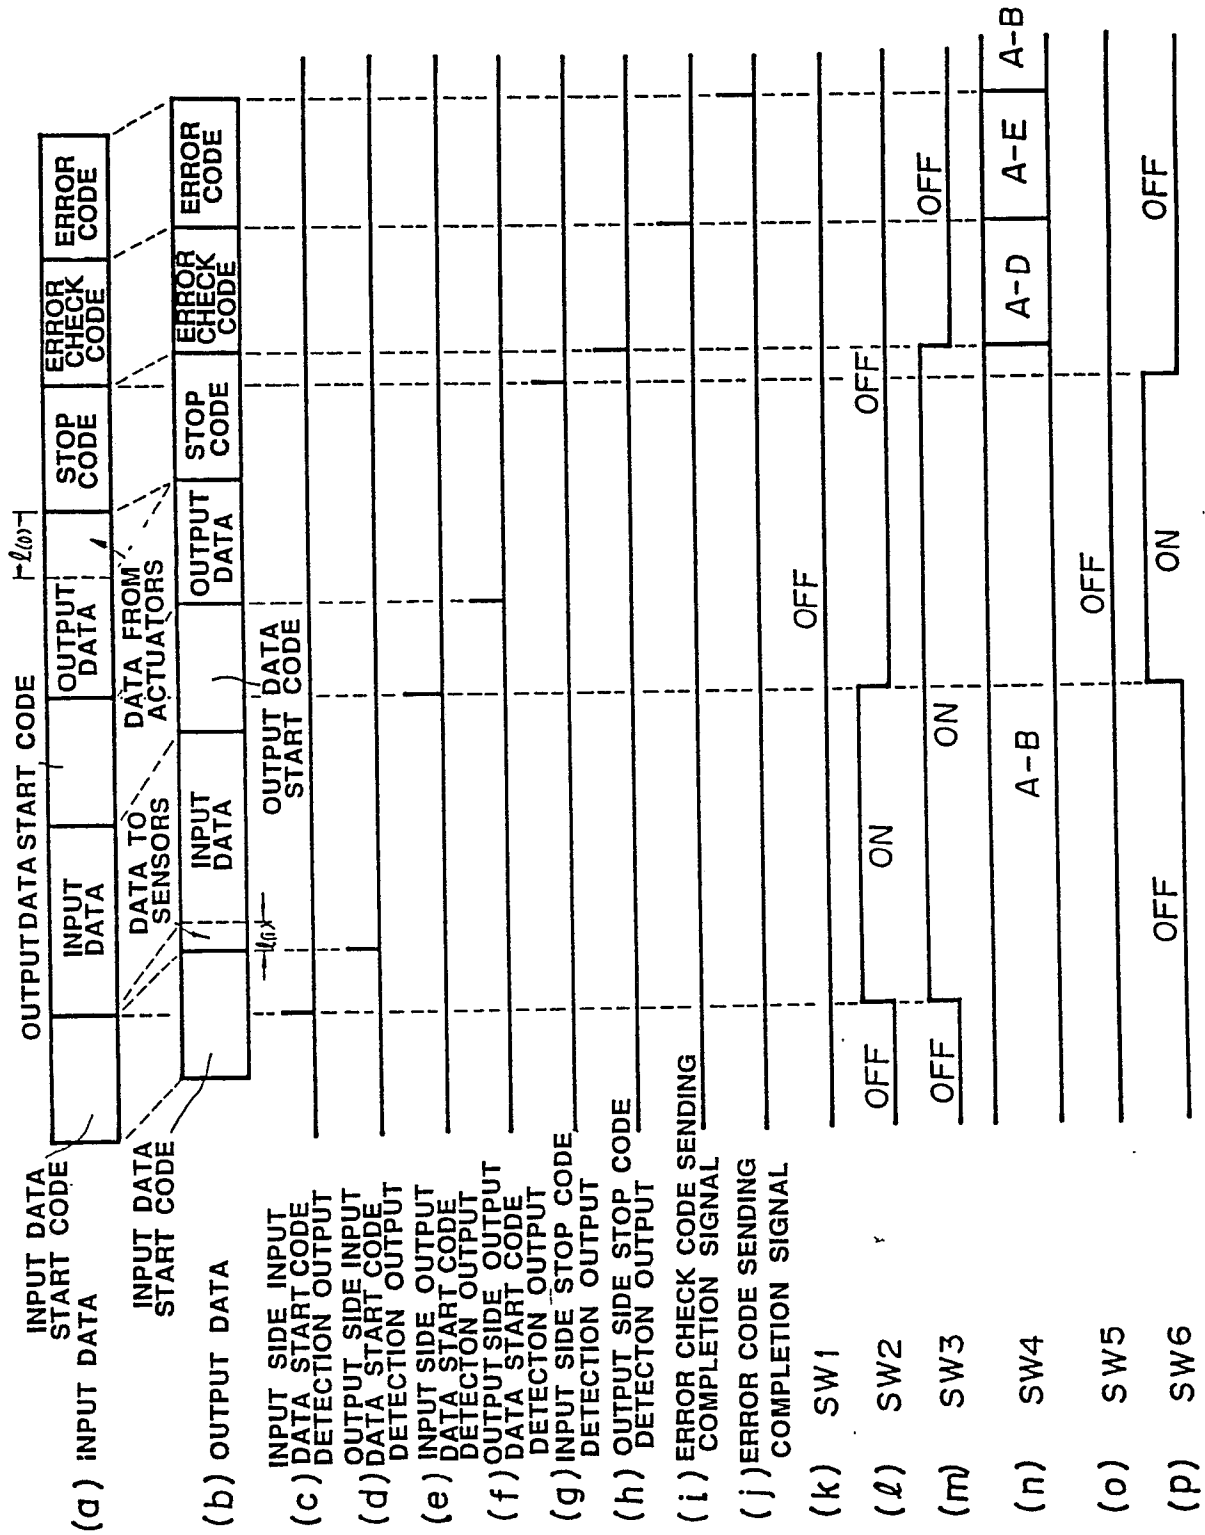 INPUT DATA
START CODE
OUTPUT DATA START CODE
(a) INPUT DATA
INPUT
DATA
OUTPUT
DATA
ℓ(0)
STOP
CODE
ERROR
CHECK
CODE
ERROR
CODE
INPUT DATA
START CODE
DATA TO
SENSORS
DATA FROM
ACTUATORS
(b) OUTPUT DATA
INPUT
DATA
OUTPUT
DATA
STOP
CODE
ERROR
CHECK
CODE
ERROR
CODE
OUTPUT DATA
START CODE
INPUT SIDE INPUT
DATA START CODE
(c) DETECTION OUTPUT
OUTPUT SIDE INPUT
DATA START CODE
(d) DETECTION OUTPUT
INPUT SIDE OUTPUT
DATA START CODE
(e) DETECTON OUTPUT
OUTPUT SIDE OUTPUT
DATA START CODE
(f) DETECTON OUTPUT
(g) INPUT SIDE STOP CODE
DETECTION OUTPUT
(h) OUTPUT SIDE STOP CODE
DETECTON OUTPUT
(i) ERROR CHECK CODE SENDING
COMPLETION SIGNAL
(j) ERROR CODE SENDING
COMPLETION SIGNAL
(k) SW1 OFF
(ℓ) SW2 OFF ON OFF
(m) SW3 OFF ON OFF
(n) SW4 A-B A-D A-E A-B
(o) SW5 OFF
(p) SW6 OFF ON OFF